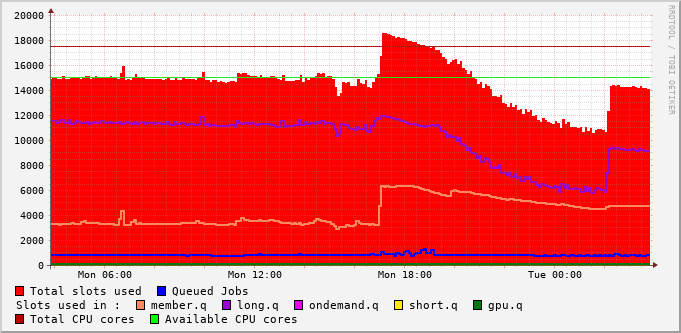 20000
18000
16000
14000
12000
10000
8000
6000
4000
2000
0
Mon 06:00 Mon 12:00 Mon 18:00 Tue 00:00
RRDTOOL / TOBI OETIKER
Total slots used Queued Jobs
Slots used in : member.q long.q ondemand.q short.q gpu.q
Total CPU cores Available CPU cores